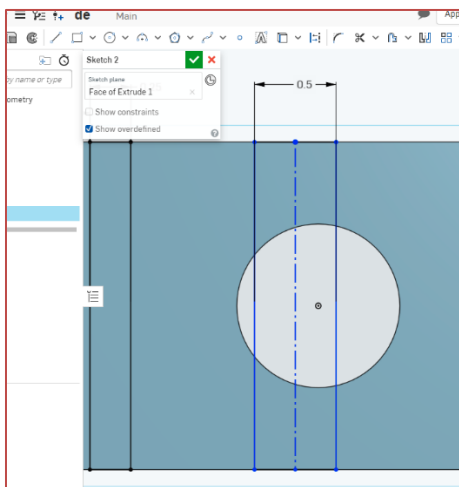 de Main App
Sketch 2
by name or type
Sketch plane
Face of Extrude 1
ometry
Show constraints
Show overdefined
0.5